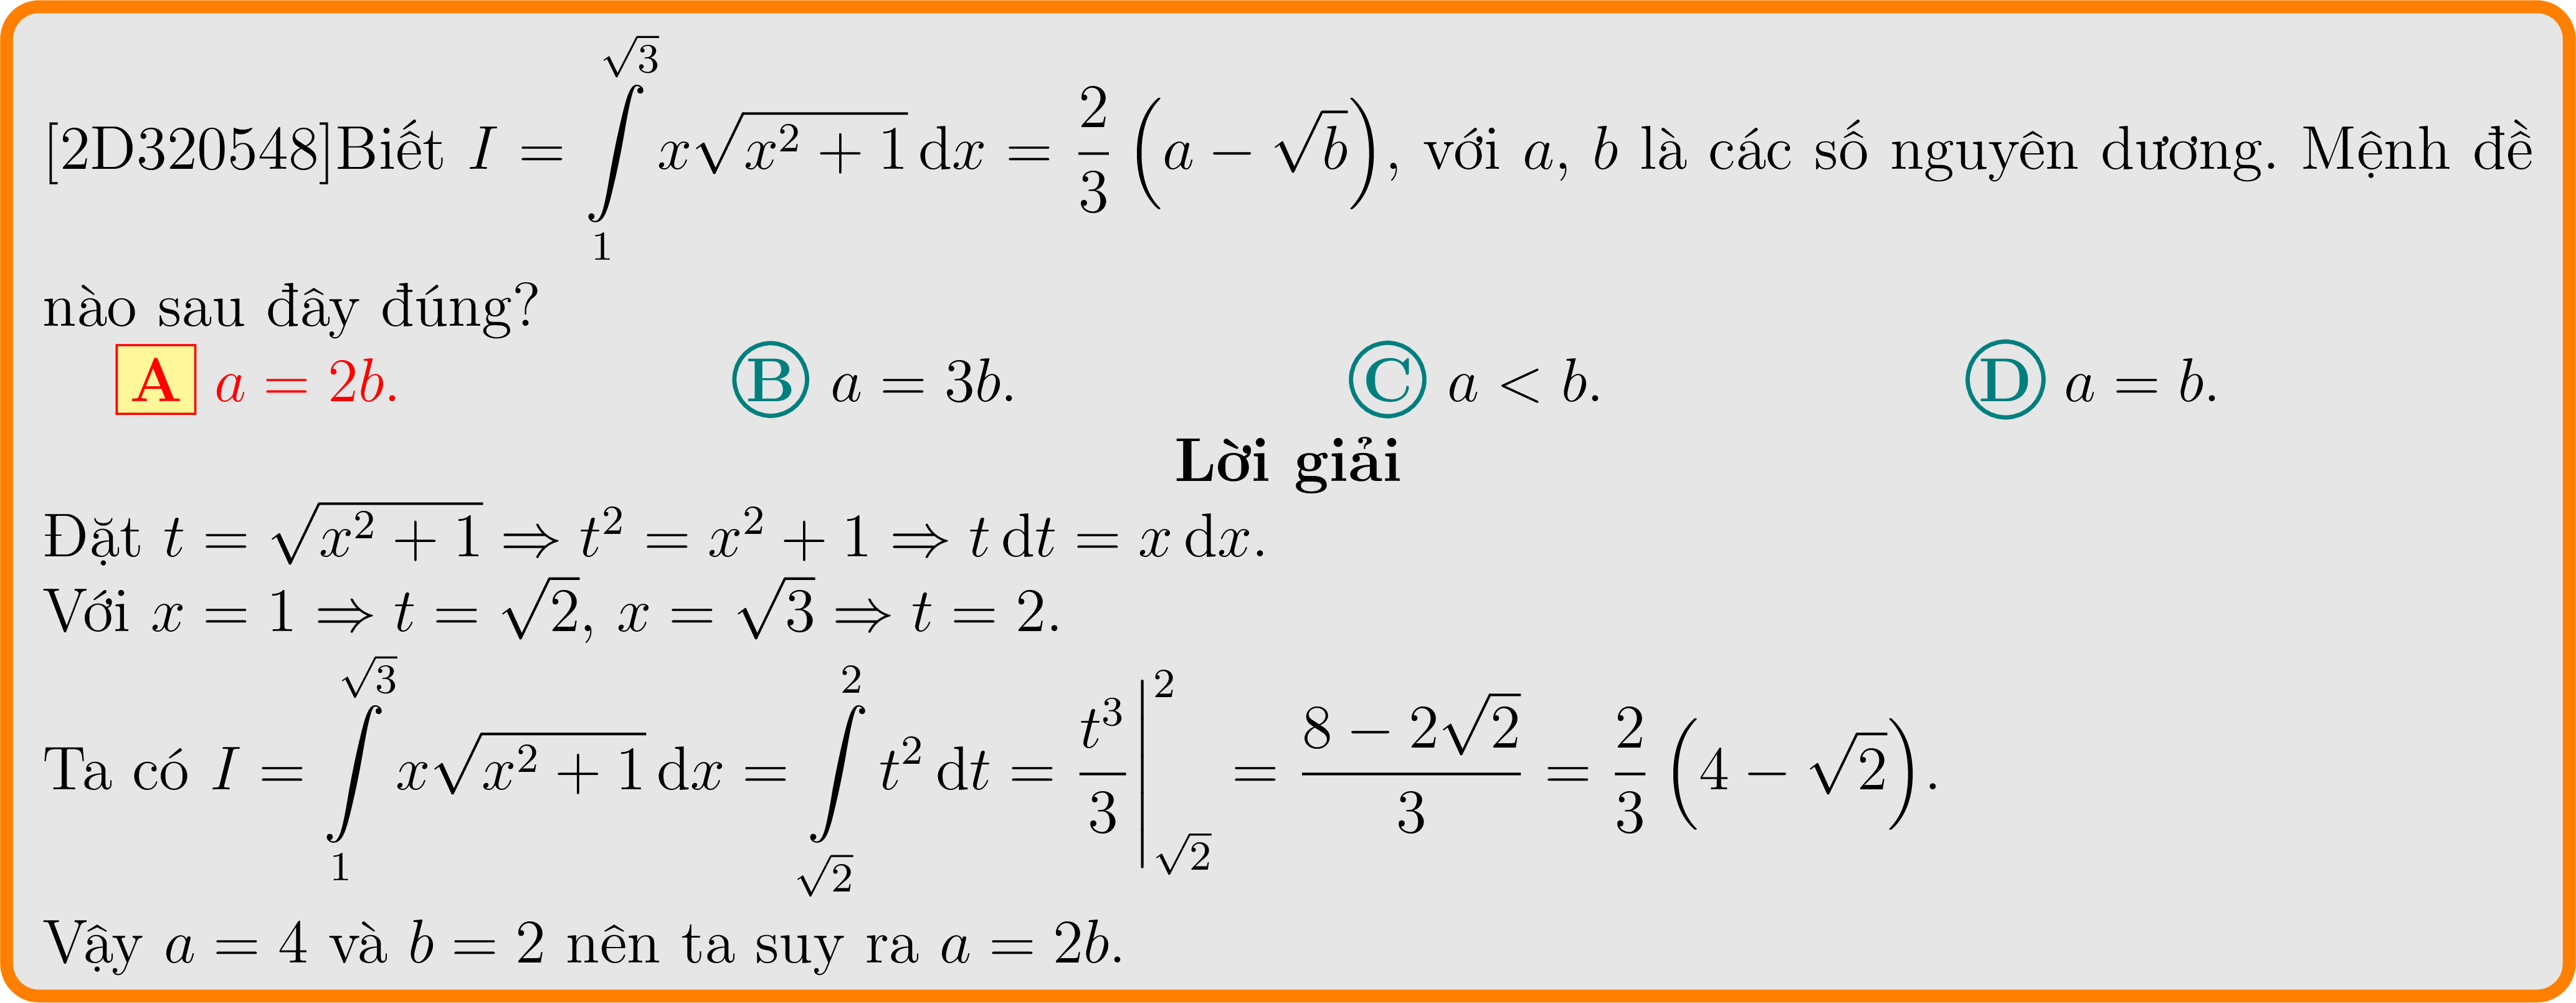 [2D320548]Biết $I = \int\limits_{1}^{\sqrt{3}} x\sqrt{x^2+1}\,\mathrm{d}x = \frac{2}{3}\left(a-\sqrt{b}\right)$, với $a$, $b$ là các số nguyên dương. Mệnh đề
nào sau đây đúng?
A $a = 2b$. B $a = 3b$. C $a < b$. D $a = b$.
Lời giải
Đặt $t = \sqrt{x^2+1} \Rightarrow t^2 = x^2+1 \Rightarrow t\,\mathrm{d}t = x\,\mathrm{d}x$.
Với $x = 1 \Rightarrow t = \sqrt{2}$, $x = \sqrt{3} \Rightarrow t = 2$.
Ta có $I = \int\limits_{1}^{\sqrt{3}} x\sqrt{x^2+1}\,\mathrm{d}x = \int\limits_{\sqrt{2}}^{2} t^2\,\mathrm{d}t = \left.\frac{t^3}{3}\right|_{\sqrt{2}}^{2} = \frac{8-2\sqrt{2}}{3} = \frac{2}{3}\left(4-\sqrt{2}\right)$.
Vậy $a = 4$ và $b = 2$ nên ta suy ra $a = 2b$.